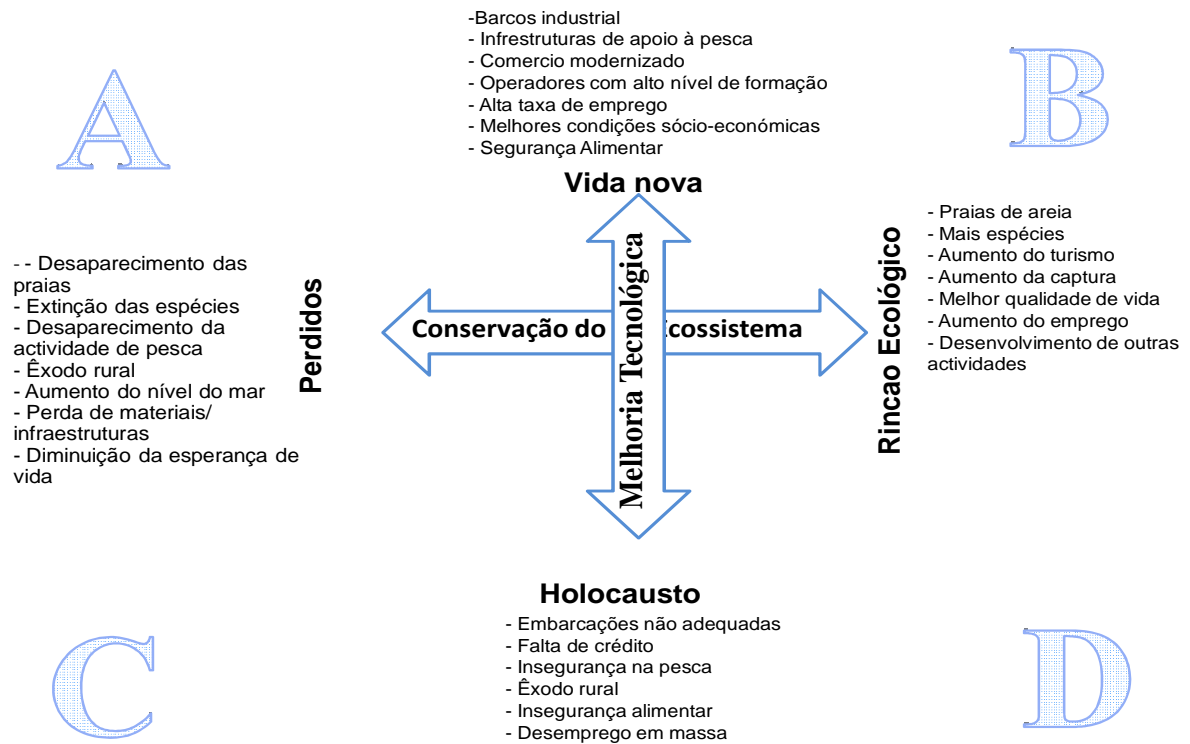 -Barcos industrial
- Infrestruturas de apoio à pesca
- Comercio modernizado
- Operadores com alto nível de formação
- Alta taxa de emprego
- Melhores condições sócio-económicas
- Segurança Alimentar
Vida nova
A
B
- - Desaparecimento das
praias
- Extinção das espécies
- Desaparecimento da
actividade de pesca
- Êxodo rural
- Aumento do nível do mar
- Perda de materiais/
infraestruturas
- Diminuição da esperança de
vida
Perdidos
Conservação do Ecossistema
Melhoria Tecnológica
Rincao Ecológico
- Praias de areia
- Mais espécies
- Aumento do turismo
- Aumento da captura
- Melhor qualidade de vida
- Aumento do emprego
- Desenvolvimento de outras
actividades
Holocausto
- Embarcações não adequadas
- Falta de crédito
- Insegurança na pesca
- Êxodo rural
- Insegurança alimentar
- Desemprego em massa
C
D